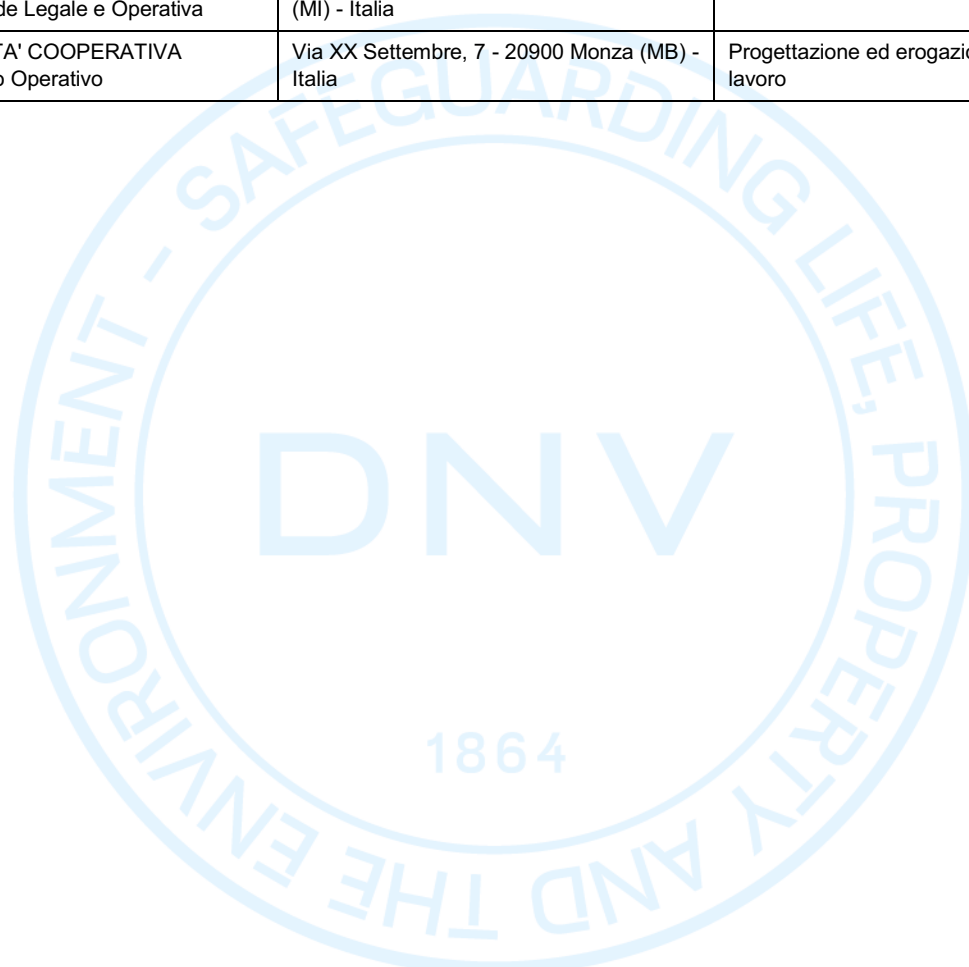 de Legale e Operativa
(MI) - Italia
TA' COOPERATIVA
o Operativo
Via XX Settembre, 7 - 20900 Monza (MB) -
Italia
Progettazione ed erogazio
lavoro
SAFEGUARDING LIFE, PROPERTY AND THE ENVIRONMENT -
DNV
1864